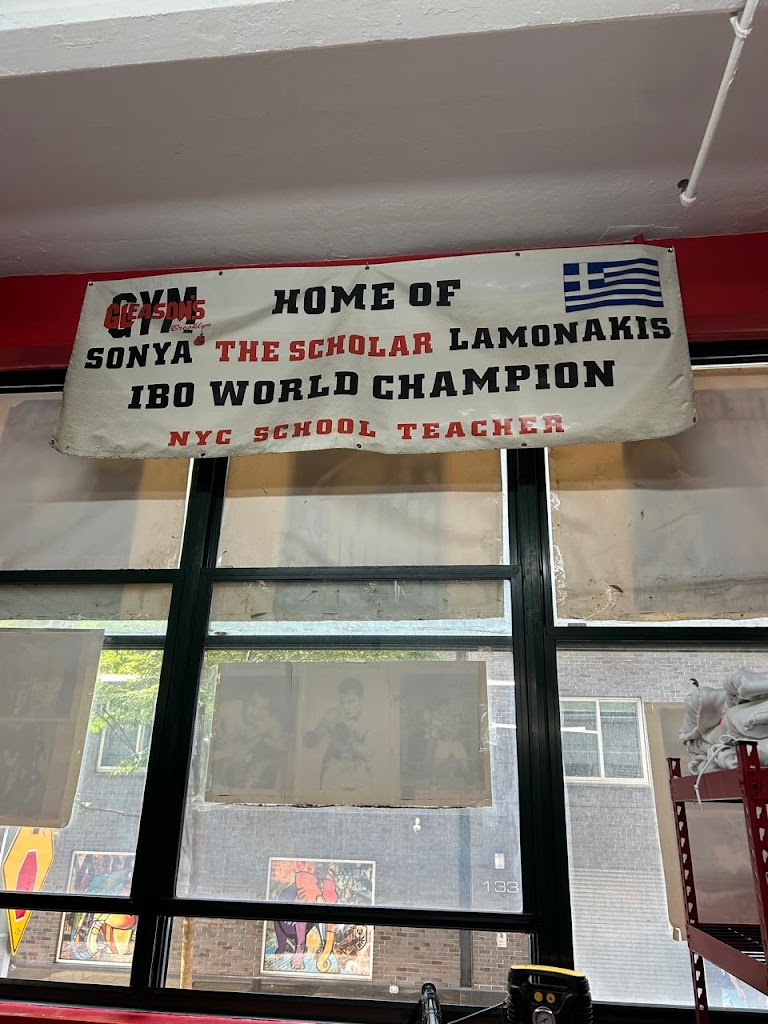 GYM
GLEASON'S
Brooklyn
HOME OF
SONYA THE SCHOLAR LAMONAKIS
IBO WORLD CHAMPION
NYC SCHOOL TEACHER
133